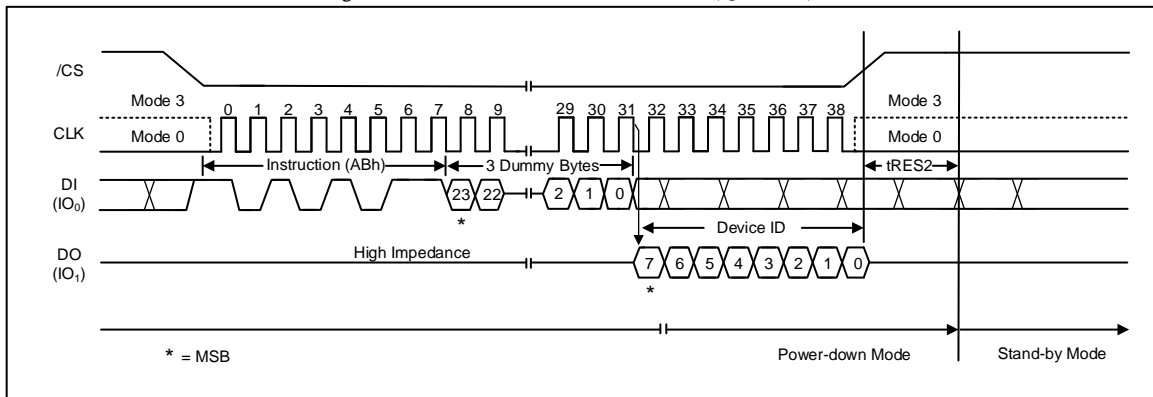 /CS
Mode 3
Mode 3
0 1 2 3 4 5 6 7 8 9 29 30 31 32 33 34 35 36 37 38
CLK
Mode 0
Mode 0
Instruction (ABh)
3 Dummy Bytes
tRES2
DI
(IO0)
23 22 2 1 0
*
Device ID
DO
(IO1)
High Impedance
7 6 5 4 3 2 1 0
*
* = MSB
Power-down Mode
Stand-by Mode